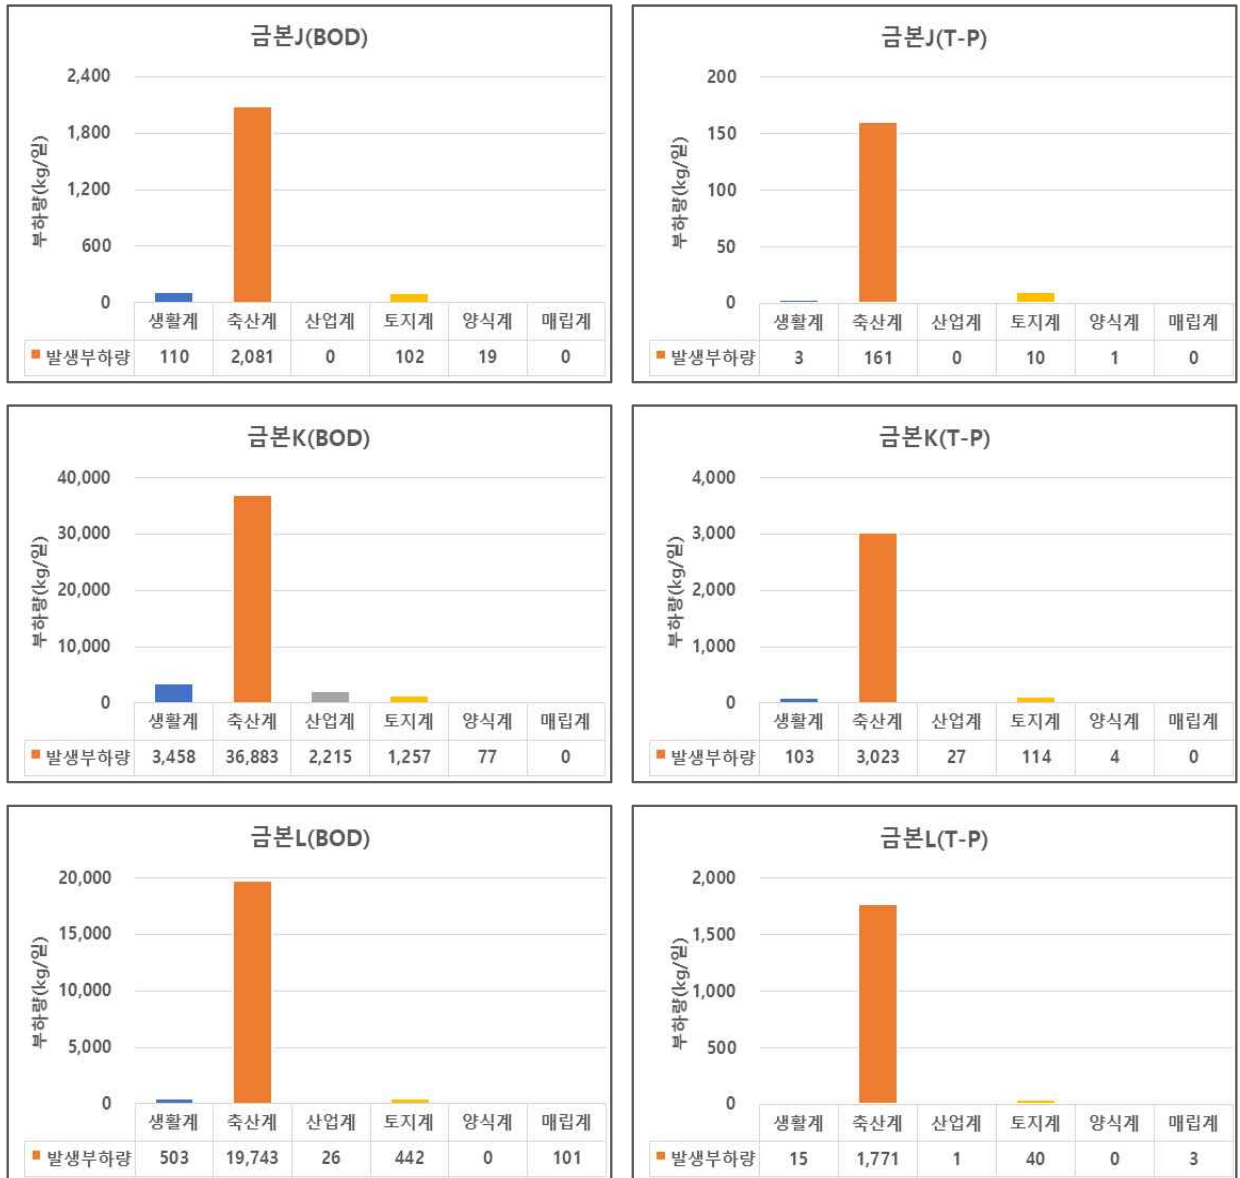 금본J(BOD)
2,400
1,800
1,200
600
0
부하량(kg/일)
생활계 축산계 산업계 토지계 양식계 매립계
발생부하량 110 2,081 0 102 19 0
금본J(T-P)
200
150
100
50
0
부하량(kg/일)
생활계 축산계 산업계 토지계 양식계 매립계
발생부하량 3 161 0 10 1 0
금본K(BOD)
40,000
30,000
20,000
10,000
0
부하량(kg/일)
생활계 축산계 산업계 토지계 양식계 매립계
발생부하량 3,458 36,883 2,215 1,257 77 0
금본K(T-P)
4,000
3,000
2,000
1,000
0
부하량(kg/일)
생활계 축산계 산업계 토지계 양식계 매립계
발생부하량 103 3,023 27 114 4 0
금본L(BOD)
20,000
15,000
10,000
5,000
0
부하량(kg/일)
생활계 축산계 산업계 토지계 양식계 매립계
발생부하량 503 19,743 26 442 0 101
금본L(T-P)
2,000
1,500
1,000
500
0
부하량(kg/일)
생활계 축산계 산업계 토지계 양식계 매립계
발생부하량 15 1,771 1 40 0 3